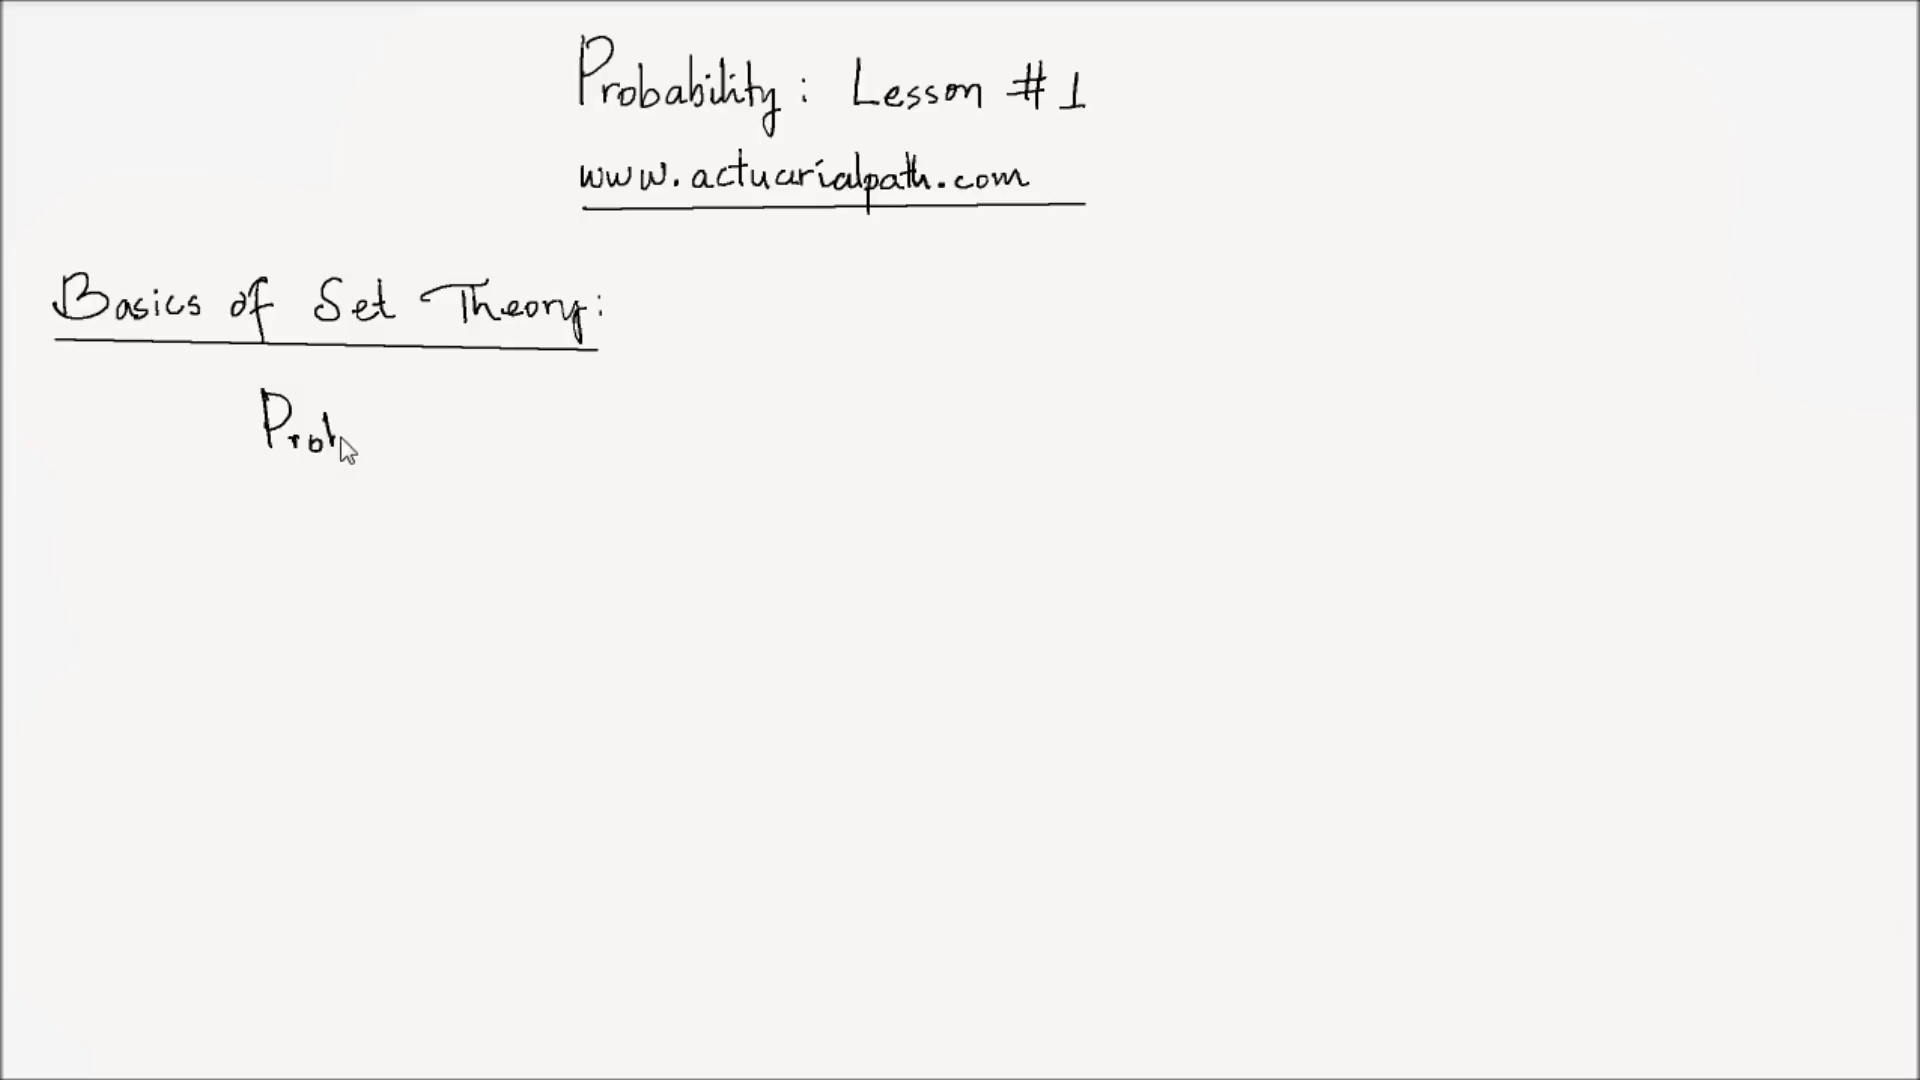 Probability: Lesson # 1
www.actuarialpath.com
Basics of Set Theory:
Prob